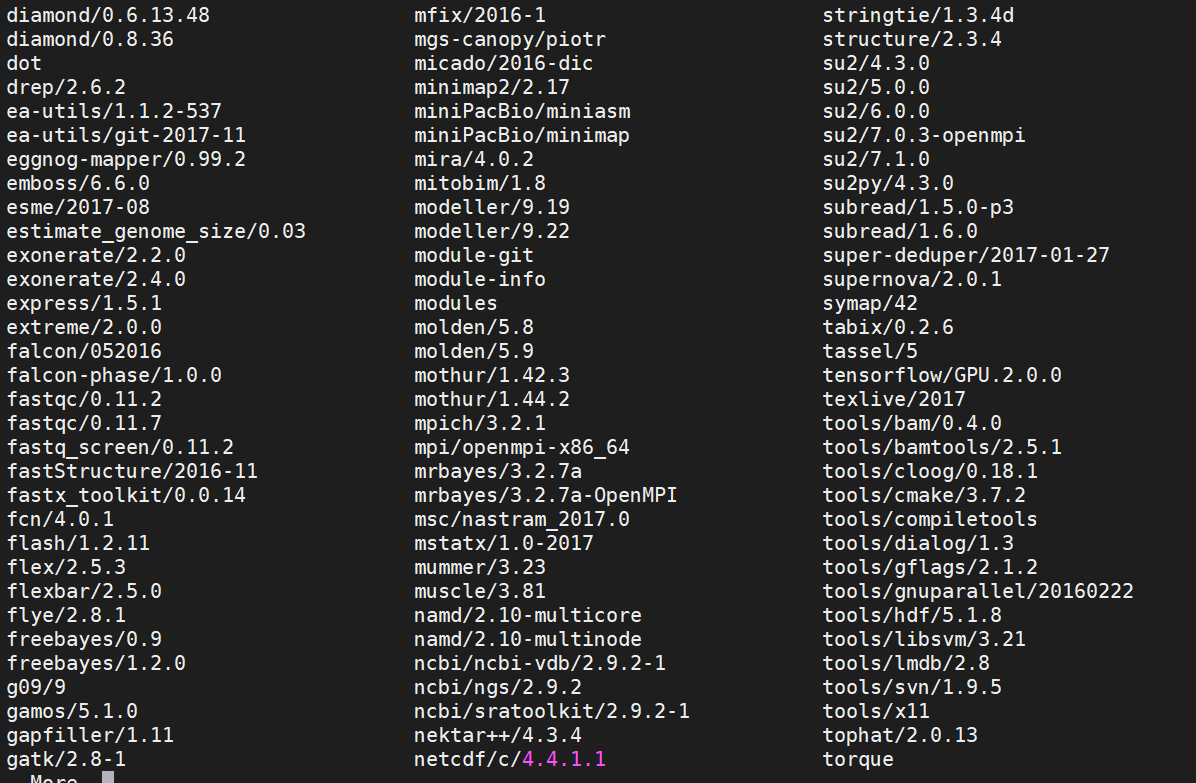 diamond/0.6.13.48 mfix/2016-1 stringtie/1.3.4d
diamond/0.8.36 mgs-canopy/piotr structure/2.3.4
dot micado/2016-dic su2/4.3.0
drep/2.6.2 minimap2/2.17 su2/5.0.0
ea-utils/1.1.2-537 miniPacBio/miniasm su2/6.0.0
ea-utils/git-2017-11 miniPacBio/minimap su2/7.0.3-openmpi
eggnog-mapper/0.99.2 mira/4.0.2 su2/7.1.0
emboss/6.6.0 mitobim/1.8 su2py/4.3.0
esme/2017-08 modeller/9.19 subread/1.5.0-p3
estimate_genome_size/0.03 modeller/9.22 subread/1.6.0
exonerate/2.2.0 module-git super-deduper/2017-01-27
exonerate/2.4.0 module-info supernova/2.0.1
express/1.5.1 modules symap/42
extreme/2.0.0 molden/5.8 tabix/0.2.6
falcon/052016 molden/5.9 tassel/5
falcon-phase/1.0.0 mothur/1.42.3 tensorflow/GPU.2.0.0
fastqc/0.11.2 mothur/1.44.2 texlive/2017
fastqc/0.11.7 mpich/3.2.1 tools/bam/0.4.0
fastq_screen/0.11.2 mpi/openmpi-x86_64 tools/bamtools/2.5.1
fastStructure/2016-11 mrbayes/3.2.7a tools/cloog/0.18.1
fastx_toolkit/0.0.14 mrbayes/3.2.7a-OpenMPI tools/cmake/3.7.2
fcn/4.0.1 msc/nastram_2017.0 tools/compiletools
flash/1.2.11 mstatx/1.0-2017 tools/dialog/1.3
flex/2.5.3 mummer/3.23 tools/gflags/2.1.2
flexbar/2.5.0 muscle/3.81 tools/gnuparallel/20160222
flye/2.8.1 namd/2.10-multicore tools/hdf/5.1.8
freebayes/0.9 namd/2.10-multinode tools/libsvm/3.21
freebayes/1.2.0 ncbi/ncbi-vdb/2.9.2-1 tools/lmdb/2.8
g09/9 ncbi/ngs/2.9.2 tools/svn/1.9.5
gamos/5.1.0 ncbi/sratoolkit/2.9.2-1 tools/x11
gapfiller/1.11 nektar++/4.3.4 tophat/2.0.13
gatk/2.8-1 netcdf/c/4.4.1.1 torque
--More--